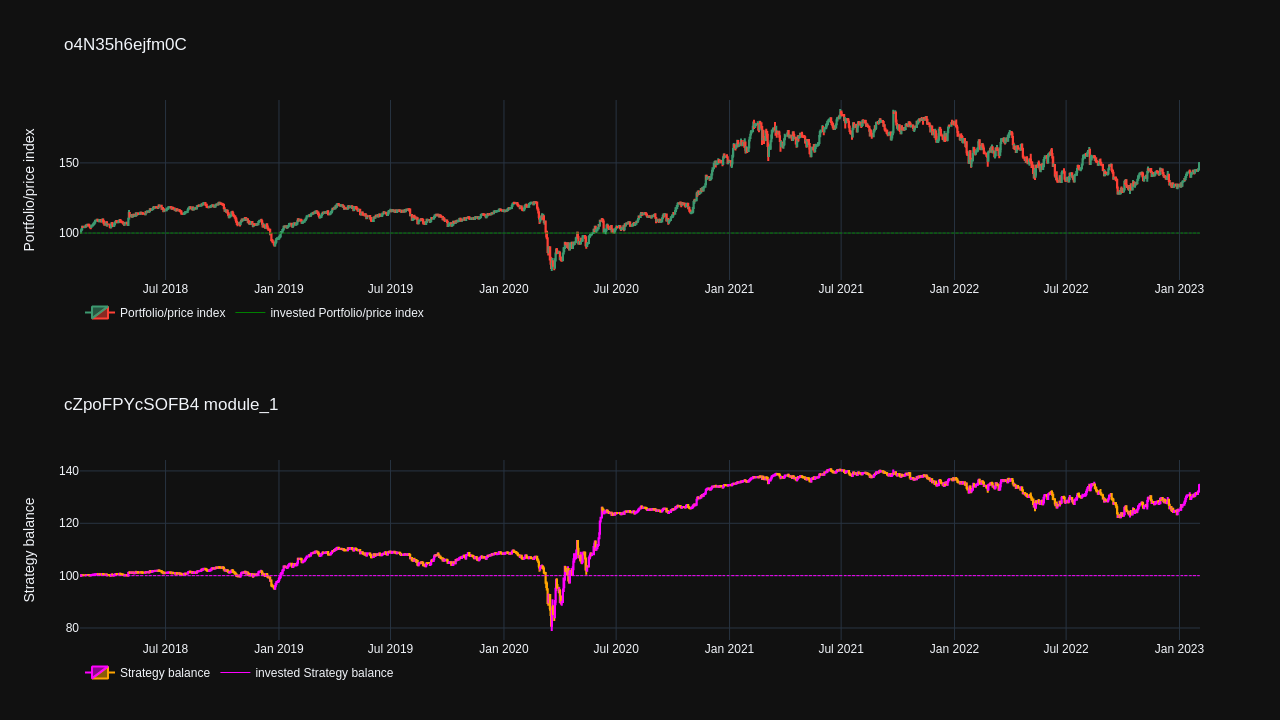 o4N35h6ejfm0C
Portfolio/price index
150
100
Jul 2018 Jan 2019 Jul 2019 Jan 2020 Jul 2020 Jan 2021 Jul 2021 Jan 2022 Jul 2022 Jan 2023
Portfolio/price index invested Portfolio/price index
cZpoFPYcSOFB4 module_1
Strategy balance
140
120
100
80
Jul 2018 Jan 2019 Jul 2019 Jan 2020 Jul 2020 Jan 2021 Jul 2021 Jan 2022 Jul 2022 Jan 2023
Strategy balance invested Strategy balance